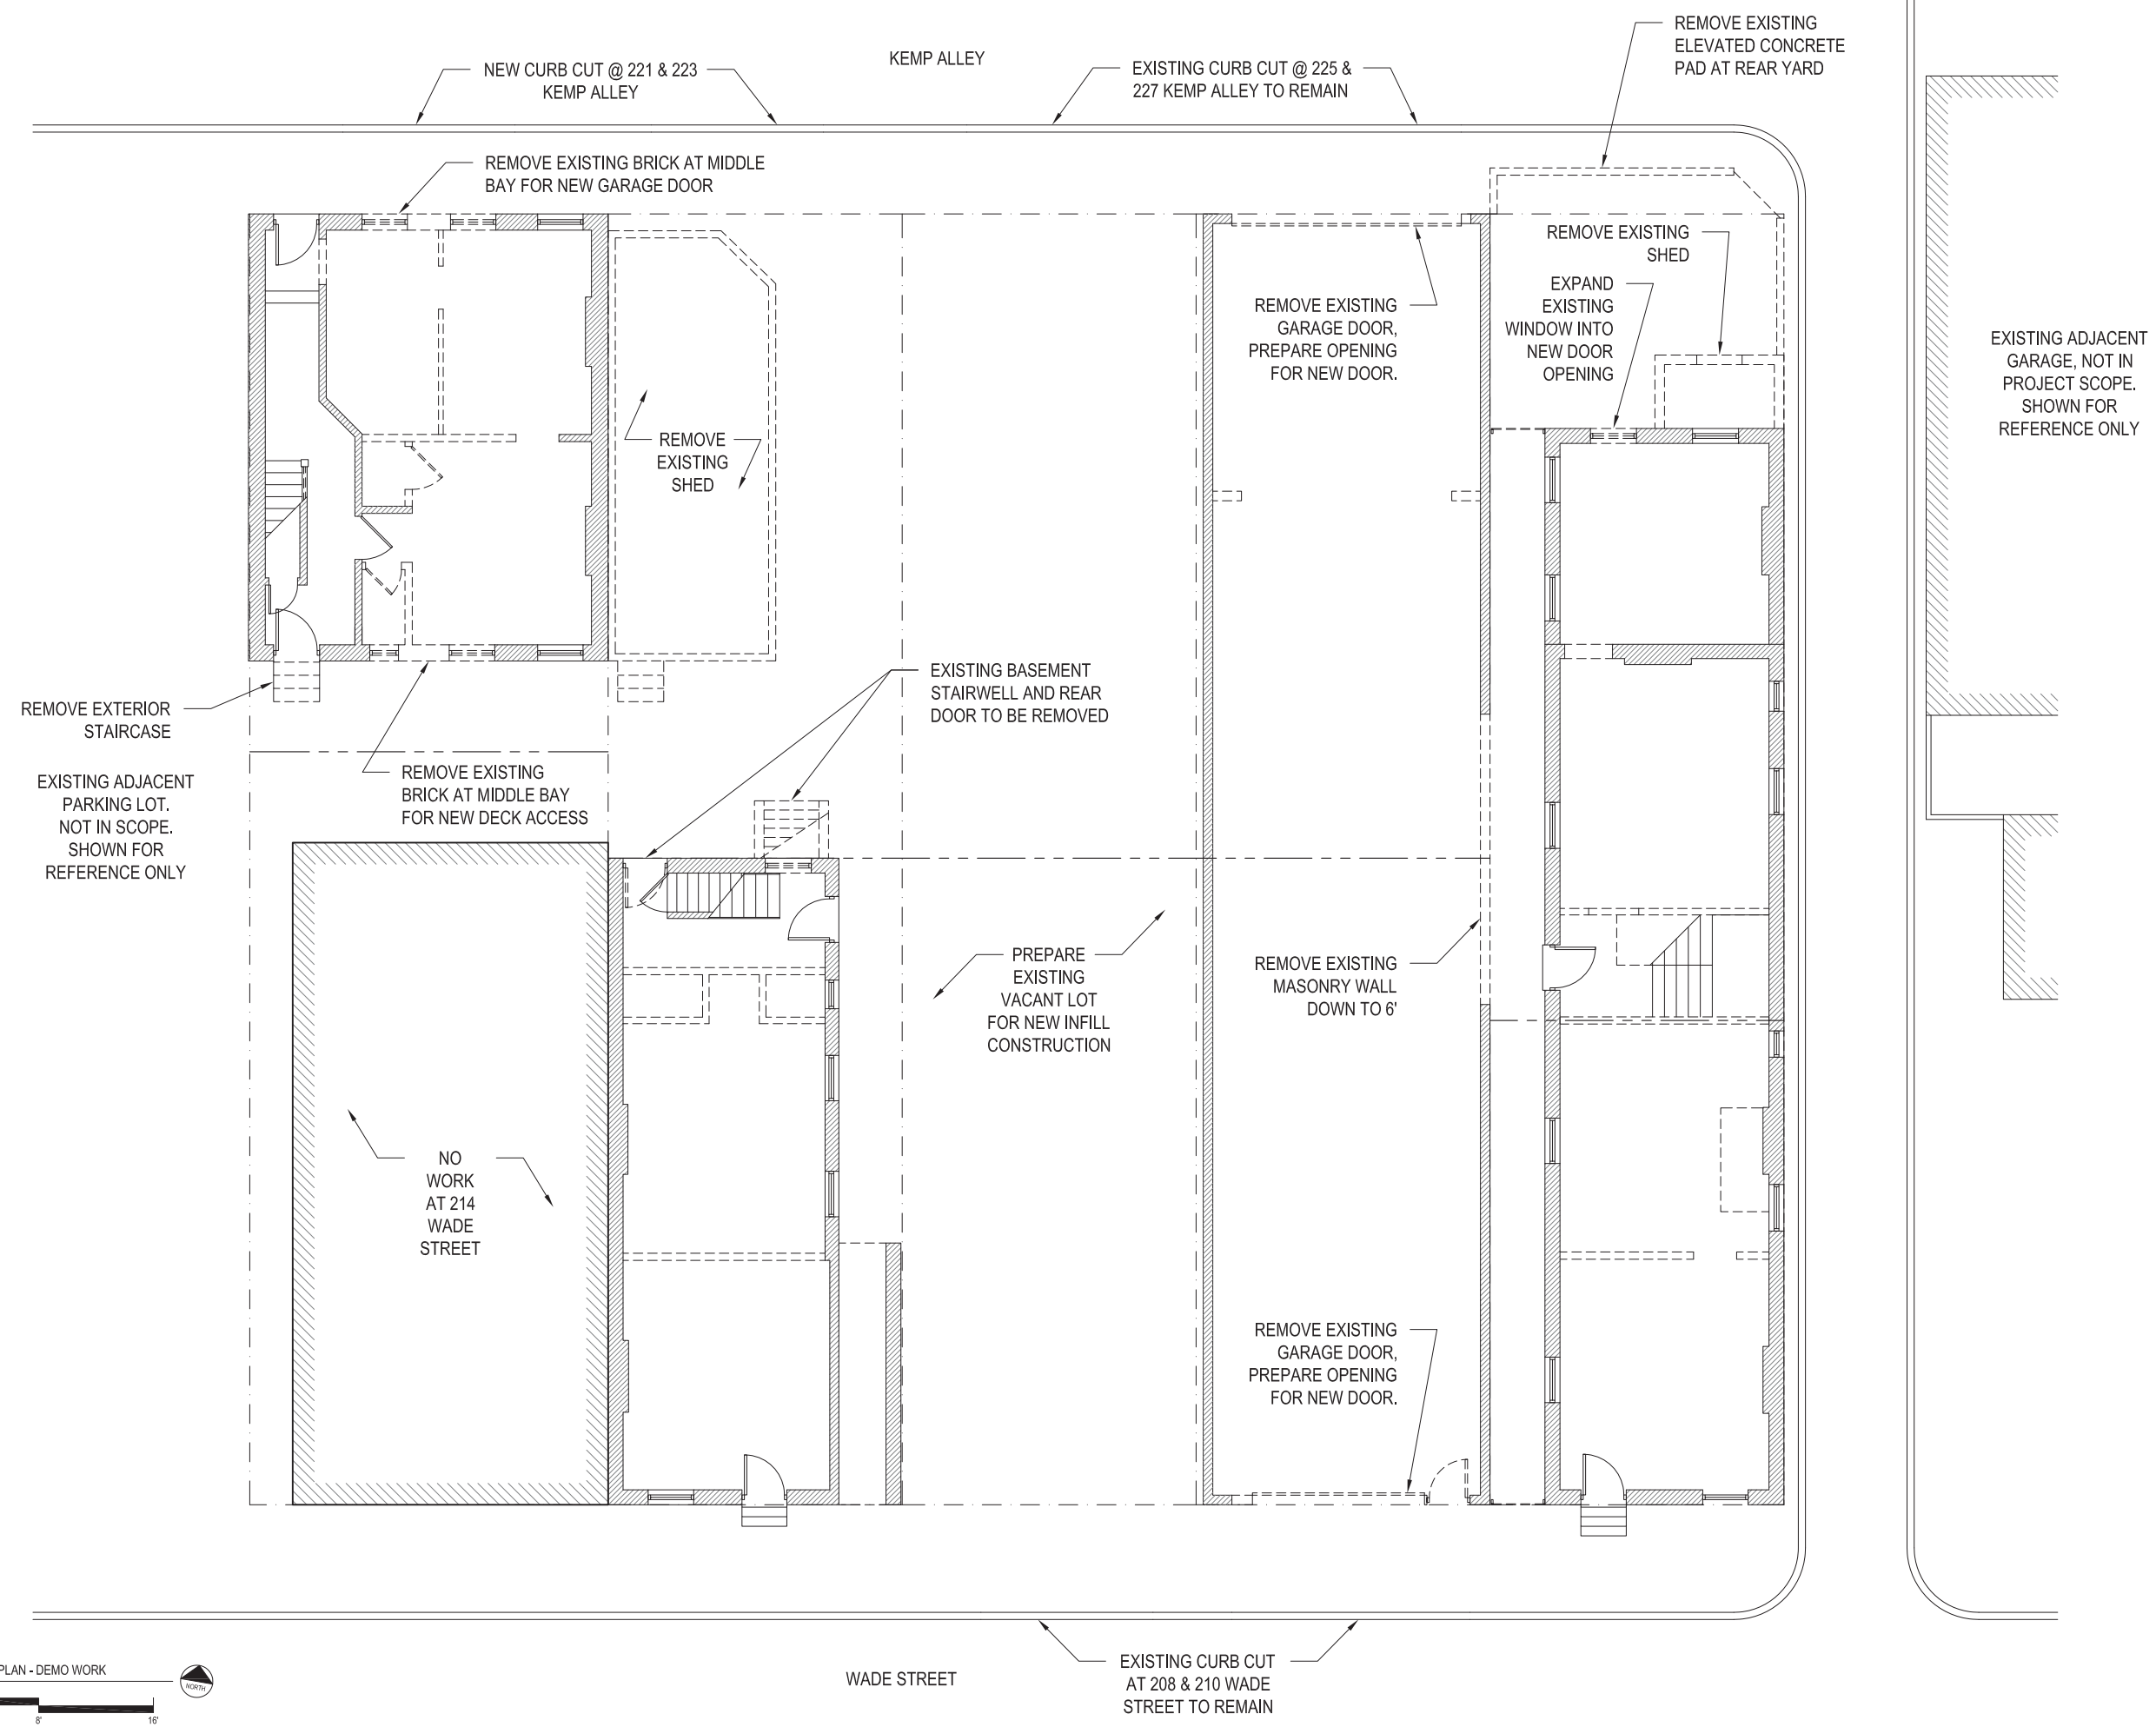 KEMP ALLEY
NEW CURB CUT @ 221 & 223
KEMP ALLEY
EXISTING CURB CUT @ 225 &
227 KEMP ALLEY TO REMAIN
REMOVE EXISTING
ELEVATED CONCRETE
PAD AT REAR YARD
REMOVE EXISTING BRICK AT MIDDLE
BAY FOR NEW GARAGE DOOR
REMOVE EXISTING
SHED
EXPAND
EXISTING
WINDOW INTO
NEW DOOR
OPENING
REMOVE EXISTING
GARAGE DOOR,
PREPARE OPENING
FOR NEW DOOR.
EXISTING ADJACENT
GARAGE, NOT IN
PROJECT SCOPE.
SHOWN FOR
REFERENCE ONLY
REMOVE
EXISTING
SHED
EXISTING BASEMENT
STAIRWELL AND REAR
DOOR TO BE REMOVED
REMOVE EXTERIOR
STAIRCASE
EXISTING ADJACENT
PARKING LOT.
NOT IN SCOPE.
SHOWN FOR
REFERENCE ONLY
REMOVE EXISTING
BRICK AT MIDDLE BAY
FOR NEW DECK ACCESS
PREPARE
EXISTING
VACANT LOT
FOR NEW INFILL
CONSTRUCTION
REMOVE EXISTING
MASONRY WALL
DOWN TO 6'
NO
WORK
AT 214
WADE
STREET
REMOVE EXISTING
GARAGE DOOR,
PREPARE OPENING
FOR NEW DOOR.
EXISTING CURB CUT
AT 208 & 210 WADE
STREET TO REMAIN
WADE STREET
PLAN - DEMO WORK
NORTH
8'
16'